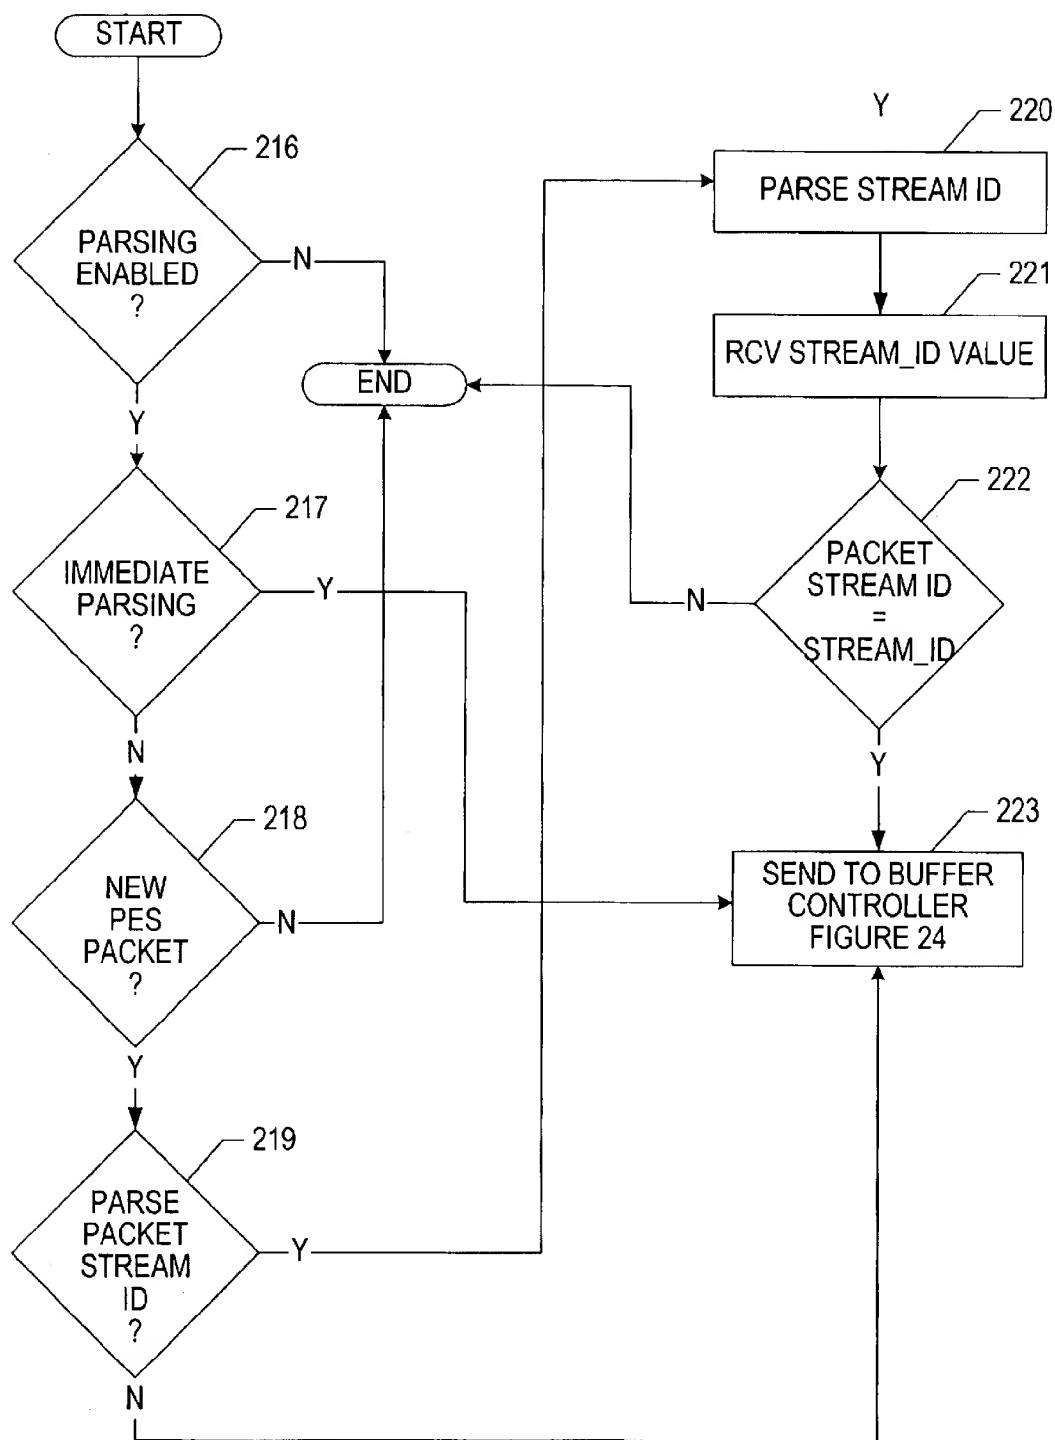 START
216
PARSING
ENABLED
?
N
Y
END
217
IMMEDIATE
PARSING
?
Y
N
218
NEW
PES
PACKET
?
N
Y
219
PARSE
PACKET
STREAM
ID
?
Y
N
Y
220
PARSE STREAM ID
221
RCV STREAM_ID VALUE
222
PACKET
STREAM ID
=
STREAM_ID
N
Y
223
SEND TO BUFFER
CONTROLLER
FIGURE 24